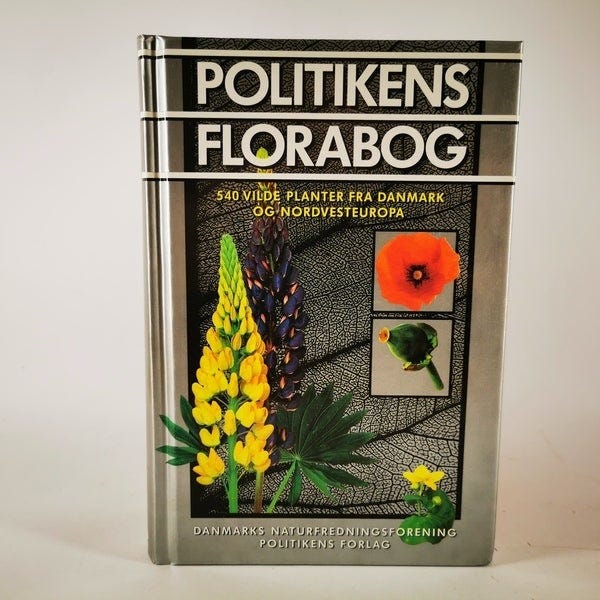 POLITIKENS
FLORABOG
540 VILDE PLANTER FRA DANMARK
OG NORDVESTEUROPA
DANMARKS NATURFREDNINGSFORENING
POLITIKENS FORLAG